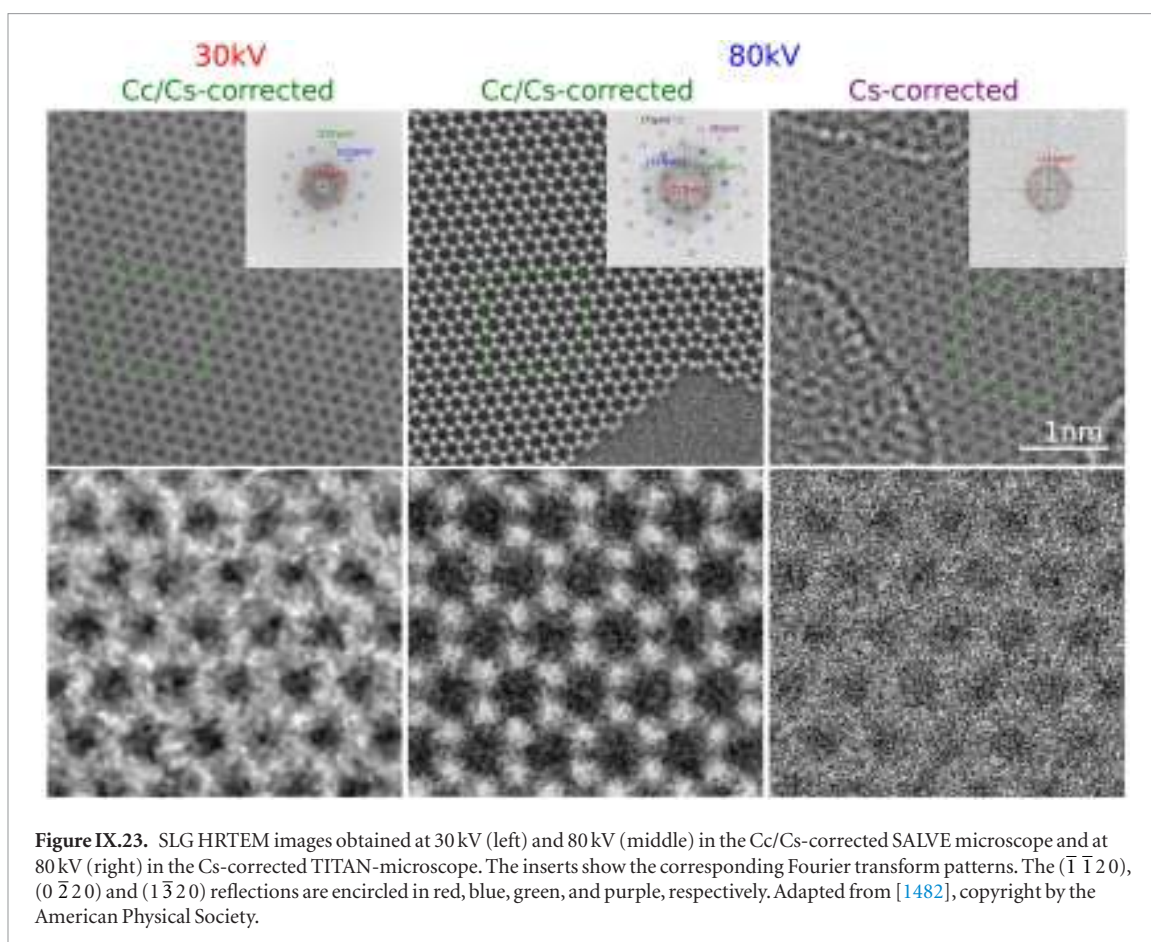 30kV
80kV
Cc/Cs-corrected
Cc/Cs-corrected
Cs-corrected
1nm
Figure IX.23. SLG HRTEM images obtained at 30 kV (left) and 80 kV (middle) in the Cc/Cs-corrected SALVE microscope and at
80 kV (right) in the Cs-corrected TITAN-microscope. The inserts show the corresponding Fourier transform patterns. The (1̅ 1̅ 2 0),
(0 2̅ 2 0) and (1 3̅ 2 0) reflections are encircled in red, blue, green, and purple, respectively. Adapted from [1482], copyright by the
American Physical Society.